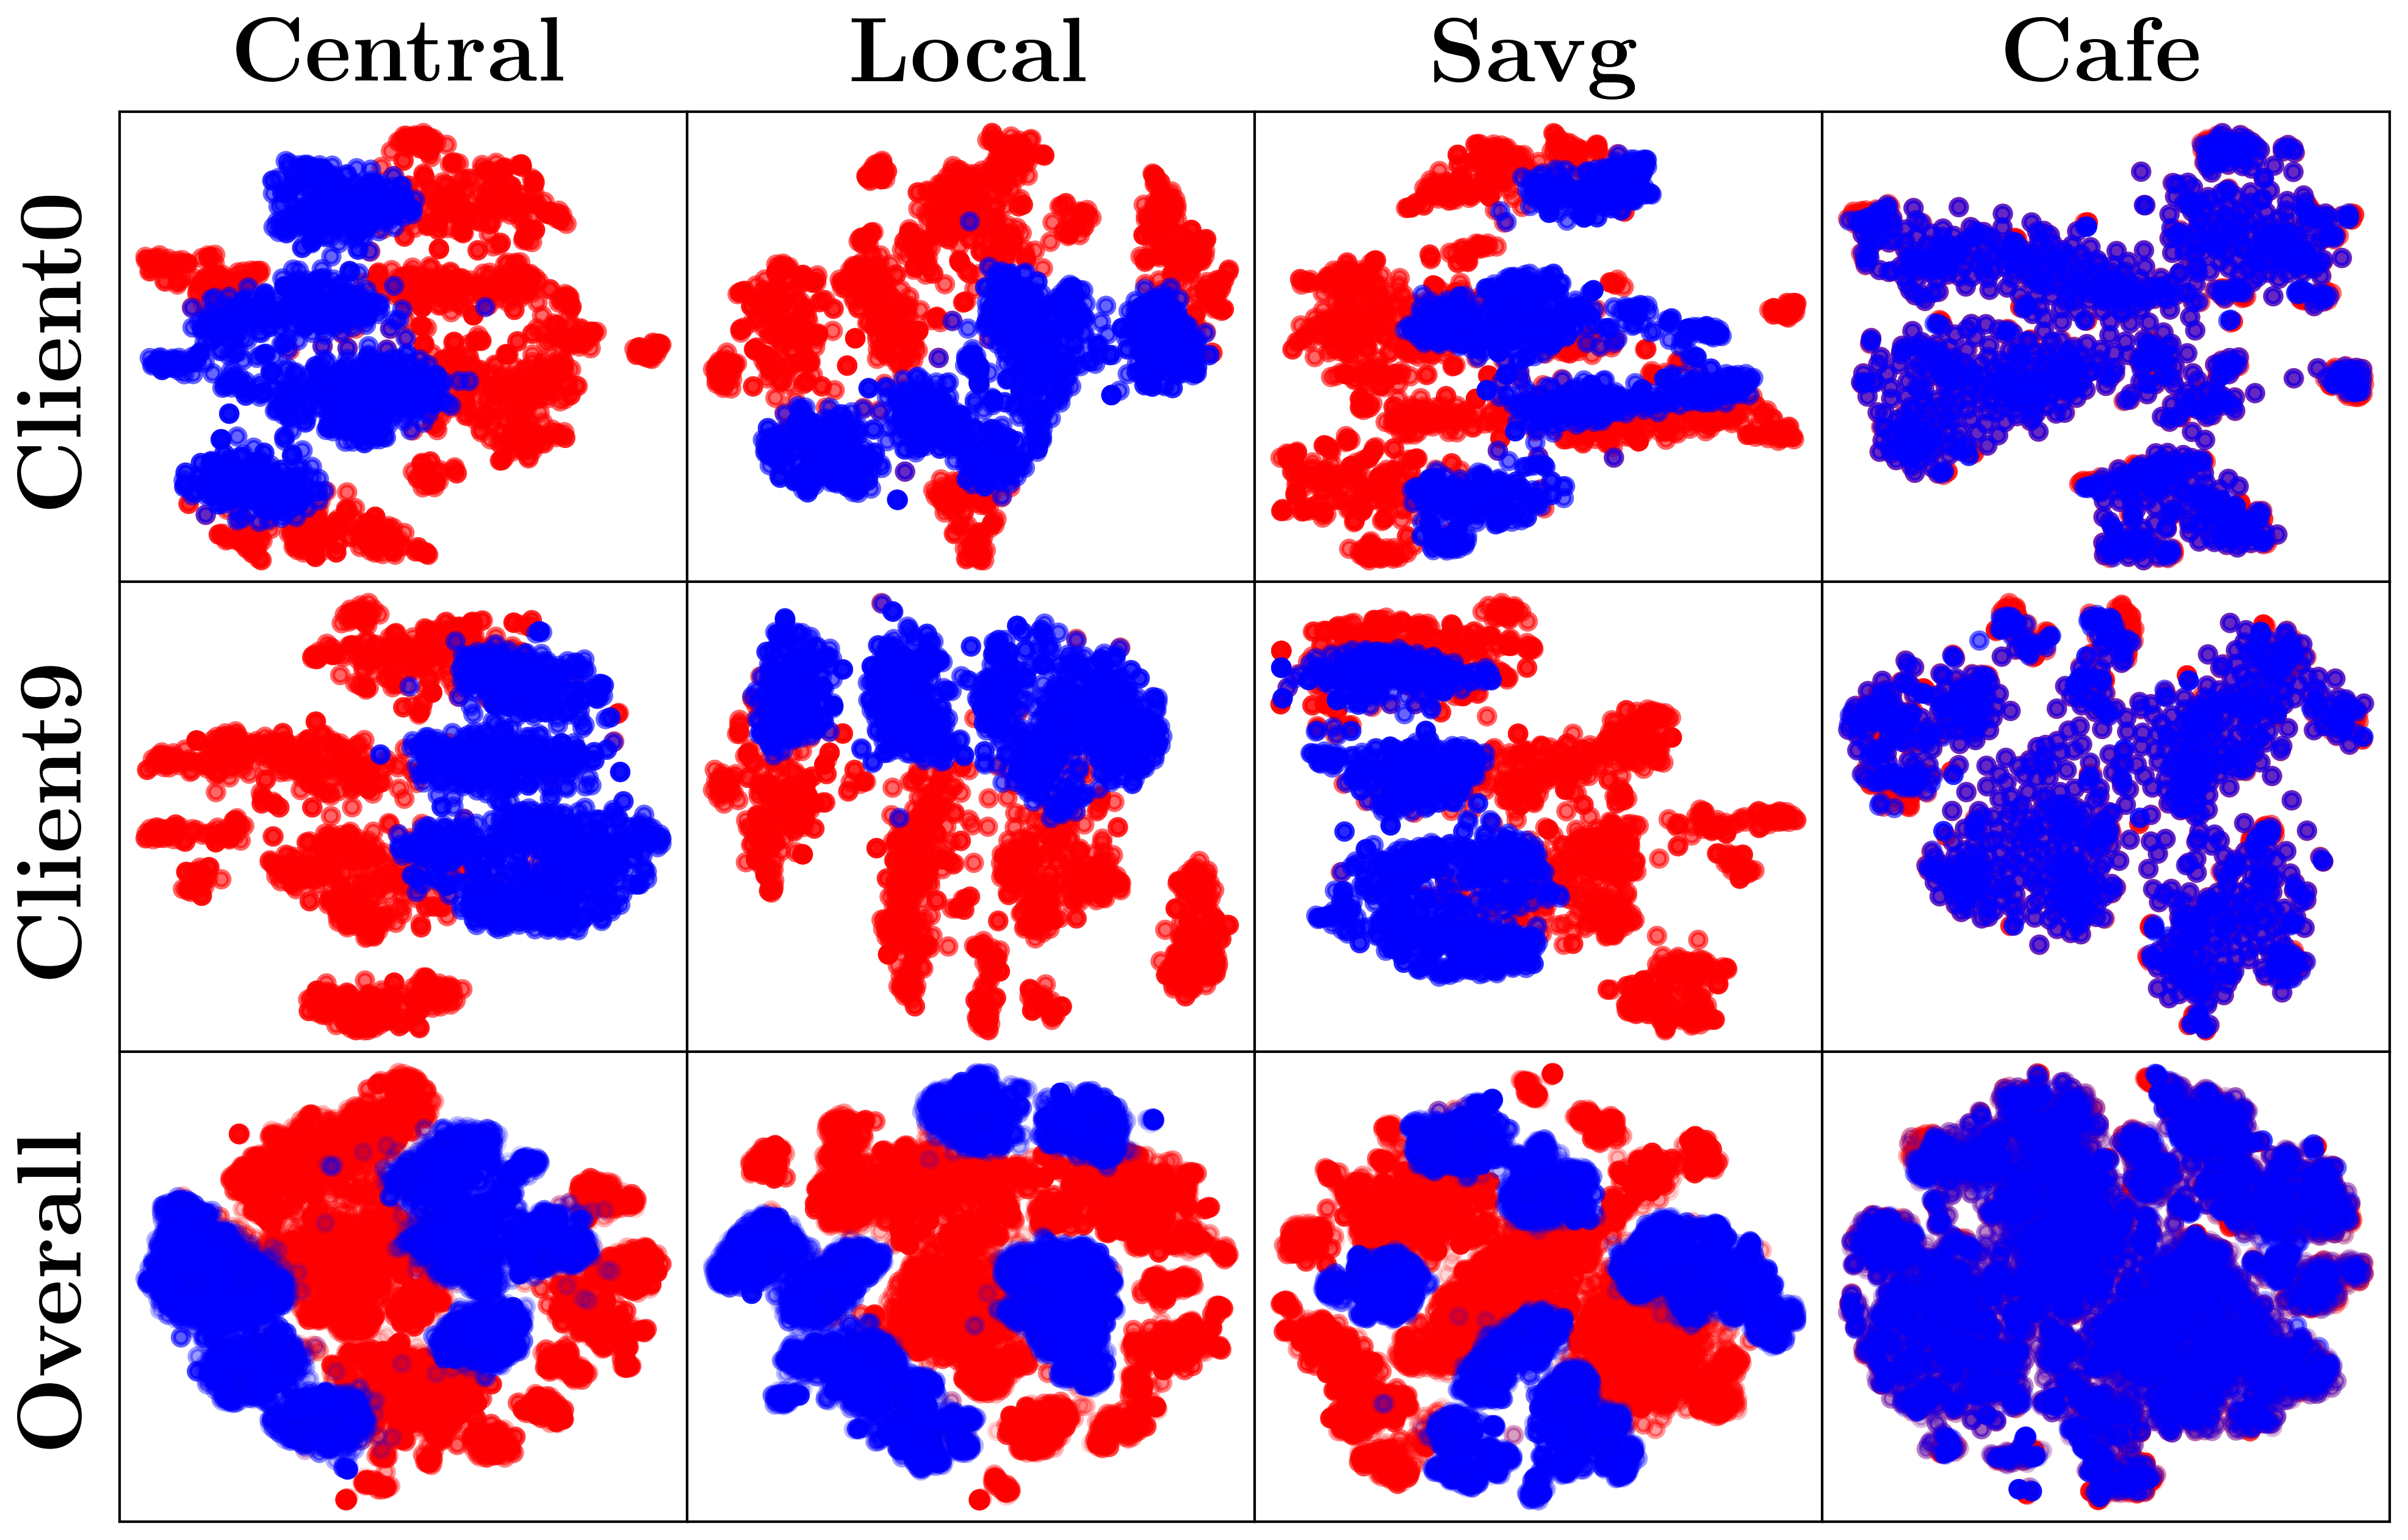 Central Local Savg Cafe
Client0
Client9
Overall